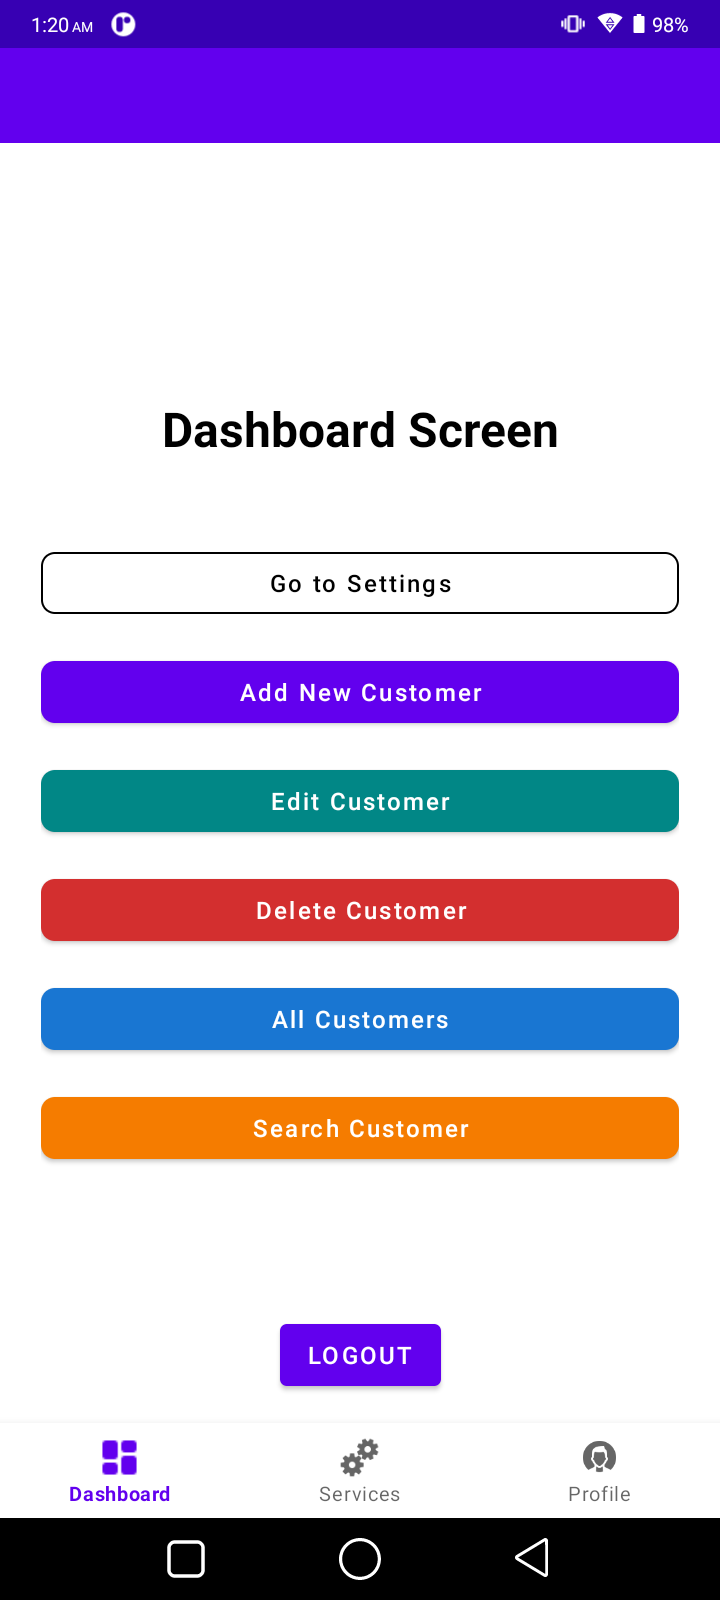 1:20 AM
98%
Dashboard Screen
Go to Settings
Add New Customer
Edit Customer
Delete Customer
All Customers
Search Customer
LOGOUT
Dashboard
Services
Profile